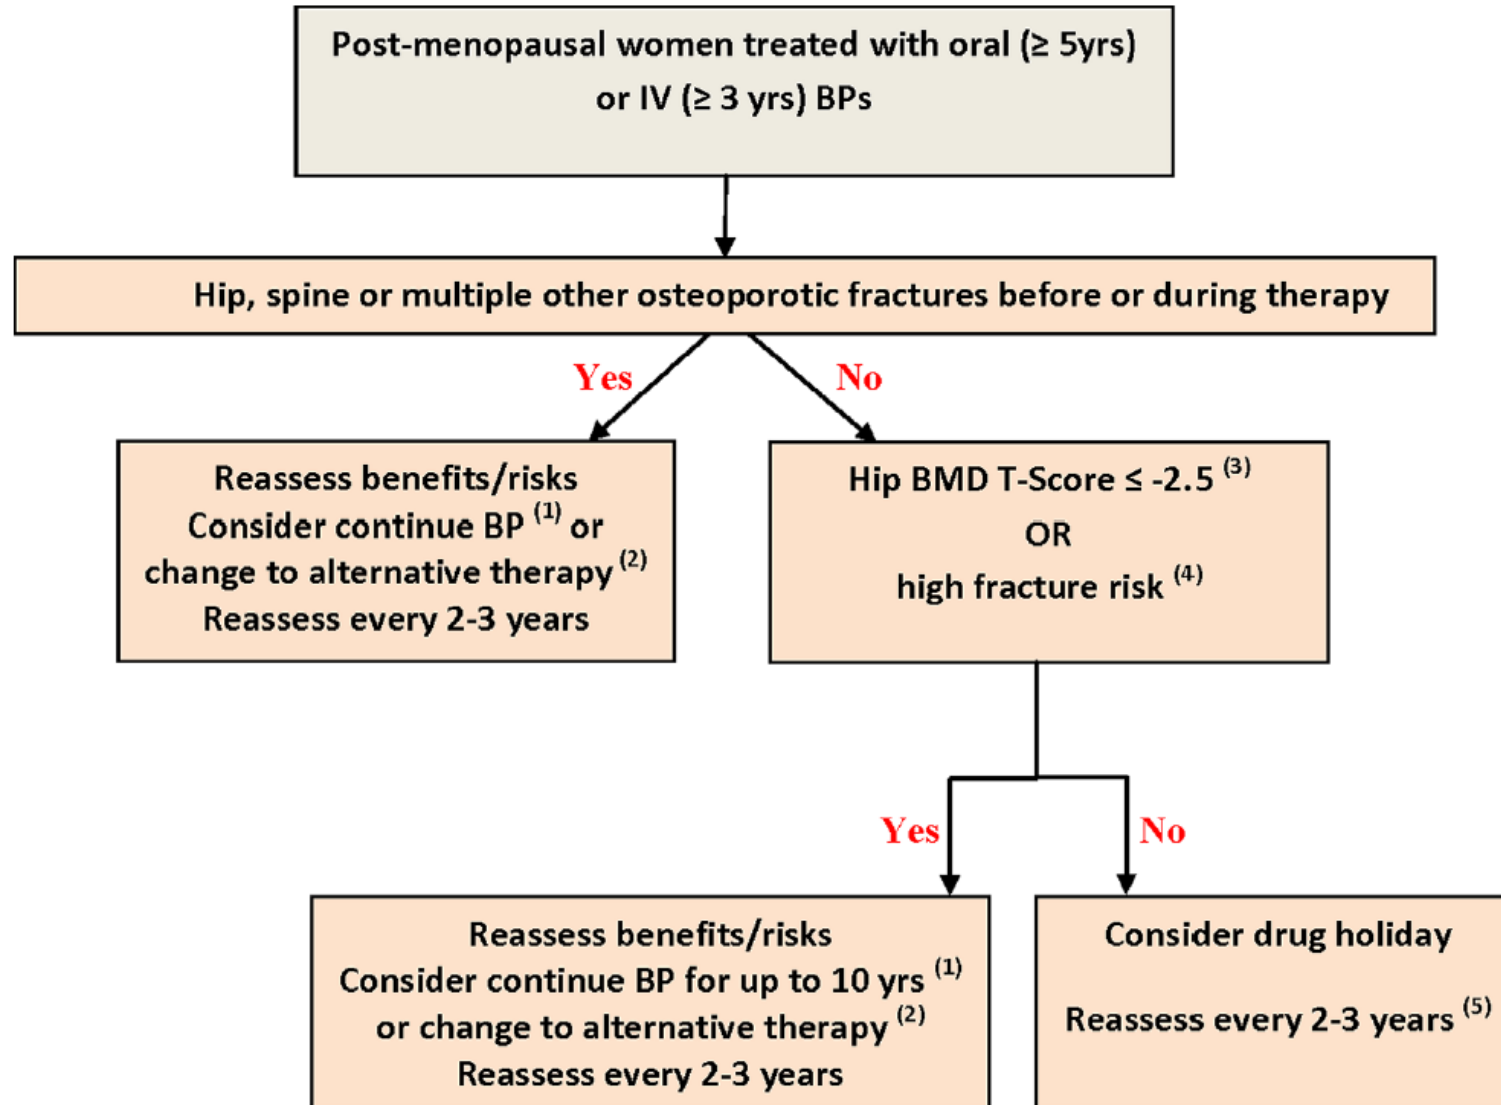 Post-menopausal women treated with oral (≥ 5yrs)
or IV (≥ 3 yrs) BPs
Hip, spine or multiple other osteoporotic fractures before or during therapy
Yes
No
Reassess benefits/risks
Consider continue BP (1) or
change to alternative therapy (2)
Reassess every 2-3 years
Hip BMD T-Score ≤ -2.5 (3)
OR
high fracture risk (4)
Yes
No
Reassess benefits/risks
Consider continue BP for up to 10 yrs (1)
or change to alternative therapy (2)
Reassess every 2-3 years
Consider drug holiday
Reassess every 2-3 years (5)